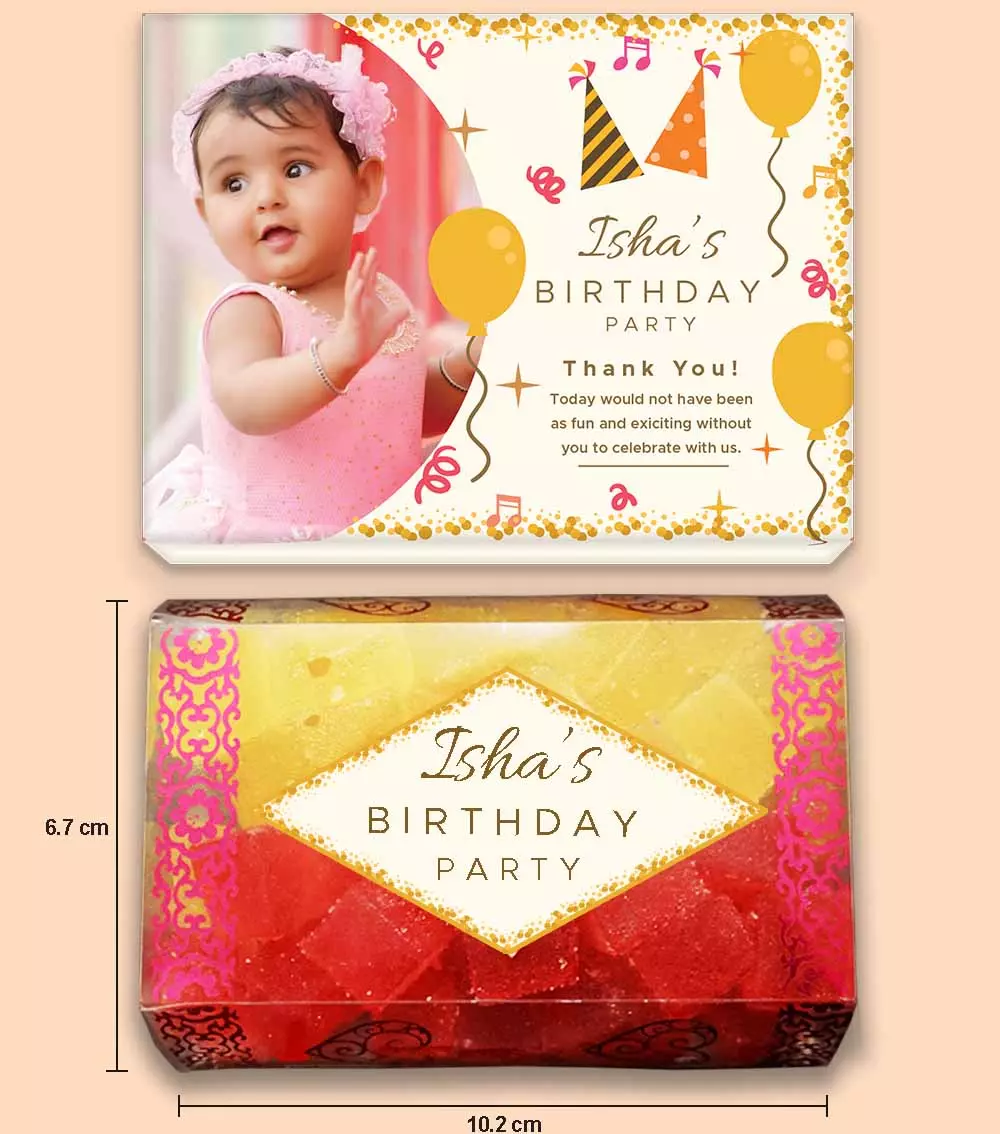 Isha's
BIRTHDAY
PARTY
Thank You!
Today would not have been
as fun and exiciting without
you to celebrate with us.
Isha's
BIRTHDAY
PARTY
6.7 cm
10.2 cm